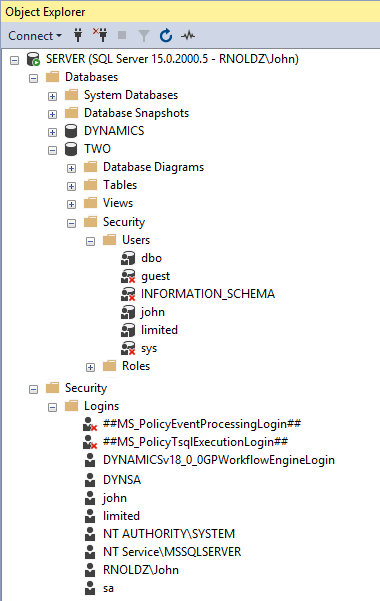 Object Explorer
Connect
SERVER (SQL Server 15.0.2000.5 - RNOLDZ\John)
Databases
System Databases
Database Snapshots
DYNAMICS
TWO
Database Diagrams
Tables
Views
Security
Users
dbo
guest
INFORMATION_SCHEMA
john
limited
sys
Roles
Security
Logins
##MS_PolicyEventProcessingLogin##
##MS_PolicyTsqlExecutionLogin##
DYNAMICSv18_0_0GPWorkflowEngineLogin
DYNSA
john
limited
NT AUTHORITY\SYSTEM
NT Service\MSSQLSERVER
RNOLDZ\John
sa